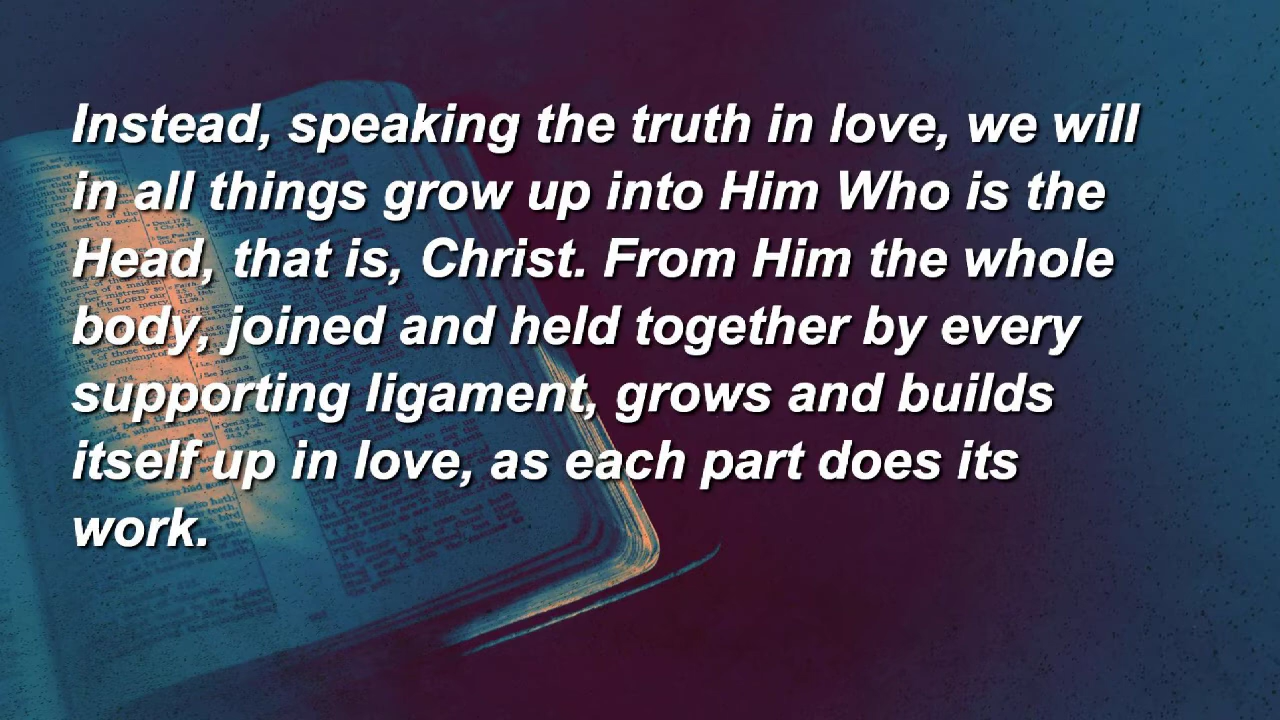 Instead, speaking the truth in love, we will
in all things grow up into Him Who is the
Head, that is, Christ. From Him the whole
body, joined and held together by every
supporting ligament, grows and builds
itself up in love, as each part does its
work.